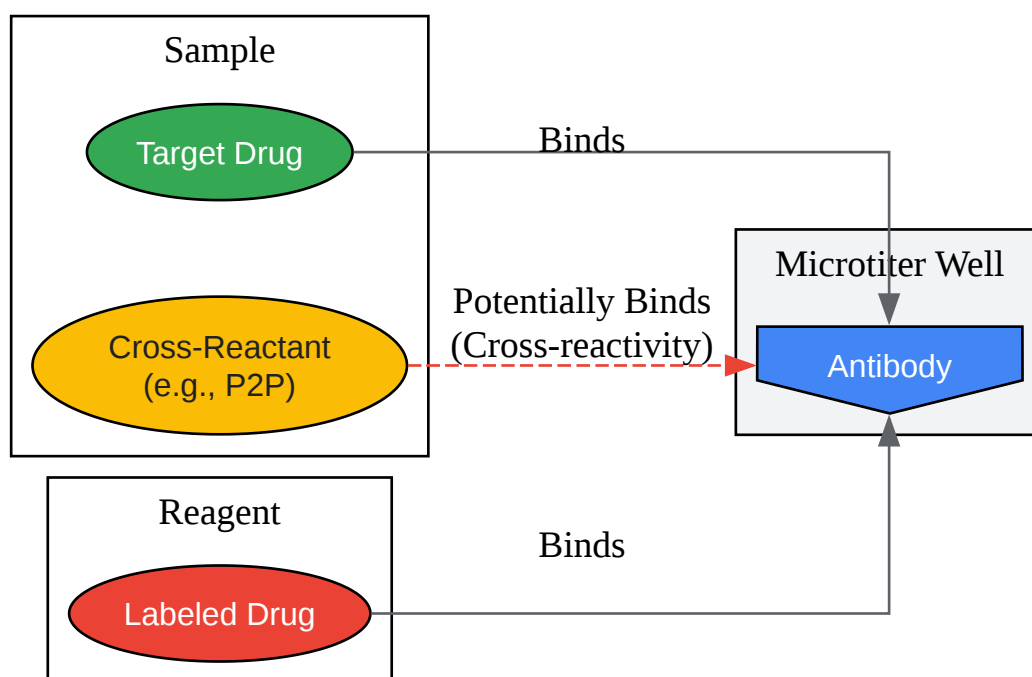 Sample
Target Drug
Binds
Microtiter Well
Cross-Reactant
(e.g., P2P)
Potentially Binds
(Cross-reactivity)
Antibody
Reagent
Labeled Drug
Binds